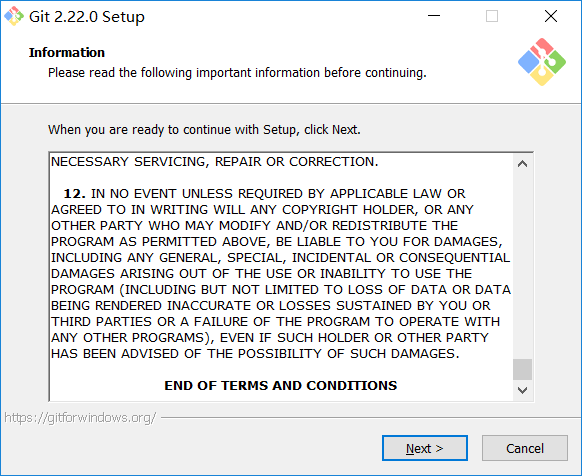 Git 2.22.0 Setup
Information
Please read the following important information before continuing.
When you are ready to continue with Setup, click Next.
NECESSARY SERVICING, REPAIR OR CORRECTION.
12. IN NO EVENT UNLESS REQUIRED BY APPLICABLE LAW OR
AGREED TO IN WRITING WILL ANY COPYRIGHT HOLDER, OR ANY
OTHER PARTY WHO MAY MODIFY AND/OR REDISTRIBUTE THE
PROGRAM AS PERMITTED ABOVE, BE LIABLE TO YOU FOR DAMAGES,
INCLUDING ANY GENERAL, SPECIAL, INCIDENTAL OR CONSEQUENTIAL
DAMAGES ARISING OUT OF THE USE OR INABILITY TO USE THE
PROGRAM (INCLUDING BUT NOT LIMITED TO LOSS OF DATA OR DATA
BEING RENDERED INACCURATE OR LOSSES SUSTAINED BY YOU OR
THIRD PARTIES OR A FAILURE OF THE PROGRAM TO OPERATE WITH
ANY OTHER PROGRAMS), EVEN IF SUCH HOLDER OR OTHER PARTY
HAS BEEN ADVISED OF THE POSSIBILITY OF SUCH DAMAGES.
END OF TERMS AND CONDITIONS
https://gitforwindows.org/
Next >
Cancel